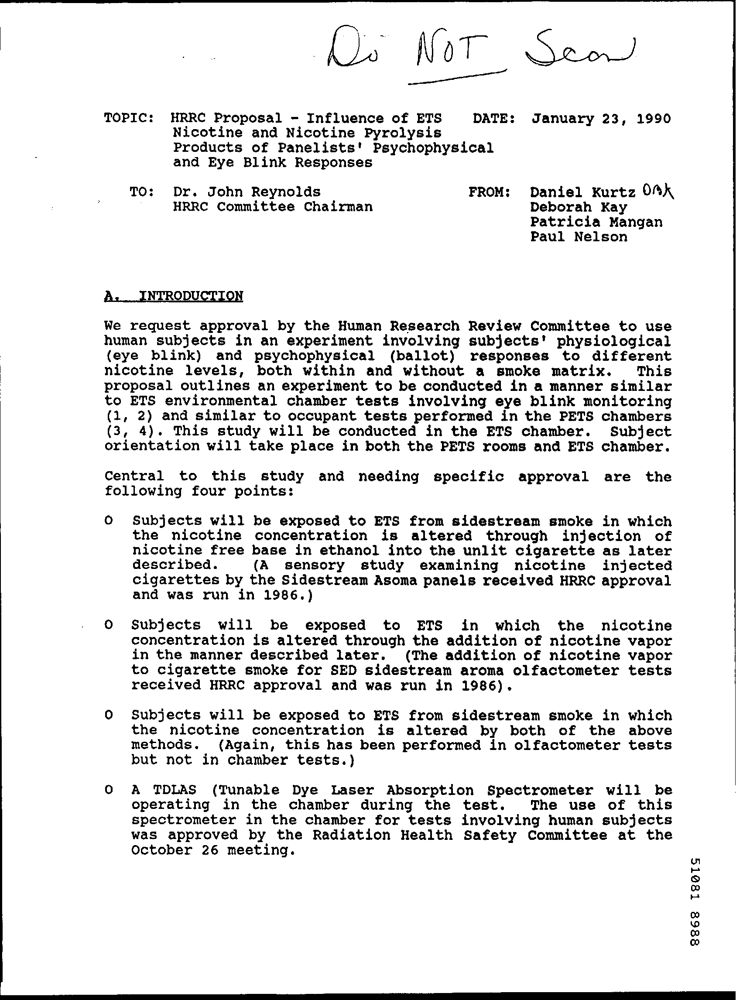 Do NOT Scan
TOPIC: HRRC Proposal - Influence of ETS DATE: January 23, 1990
Nicotine and Nicotine Pyrolysis
Products of Panelists' Psychophysical
and Eye Blink Responses
TO: Dr. John Reynolds FROM: Daniel Kurtz
HRRC Committee Chairman Deborah Kay
Patricia Mangan
Paul Nelson
A. INTRODUCTION
We request approval by the Human Research Review Committee to use
human subjects in an experiment involving subjects' physiological
(eye blink) and psychophysical (ballot) responses to different
nicotine levels, both within and without a smoke matrix. This
proposal outlines an experiment to be conducted in a manner similar
to ETS environmental chamber tests involving eye blink monitoring
(1, 2) and similar to occupant tests performed in the PETS chambers
(3, 4). This study will be conducted in the ETS chamber. Subject
orientation will take place in both the PETS rooms and ETS chamber.
Central to this study and needing specific approval are the
following four points:
O Subjects will be exposed to ETS from sidestream smoke in which
the nicotine concentration is altered through injection of
nicotine free base in ethanol into the unlit cigarette as later
described. (A sensory study examining nicotine injected
cigarettes by the Sidestream Asoma panels received HRRC approval
and was run in 1986.)
O Subjects will be exposed to ETS in which the nicotine
concentration is altered through the addition of nicotine vapor
in the manner described later. (The addition of nicotine vapor
to cigarette smoke for SED sidestream aroma olfactometer tests
received HRRC approval and was run in 1986).
O Subjects will be exposed to ETS from sidestream smoke in which
the nicotine concentration is altered by both of the above
methods. (Again, this has been performed in olfactometer tests
but not in chamber tests.)
O A TDLAS (Tunable Dye Laser Absorption Spectrometer will be
operating in the chamber during the test. The use of this
spectrometer in the chamber for tests involving human subjects
was approved by the Radiation Health Safety Committee at the
October 26 meeting.
51081 8988